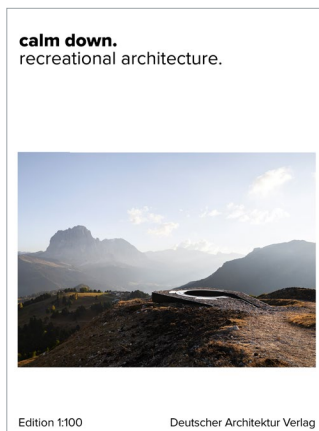 calm down.
recreational architecture.
Edition 1:100 Deutscher Architektur Verlag